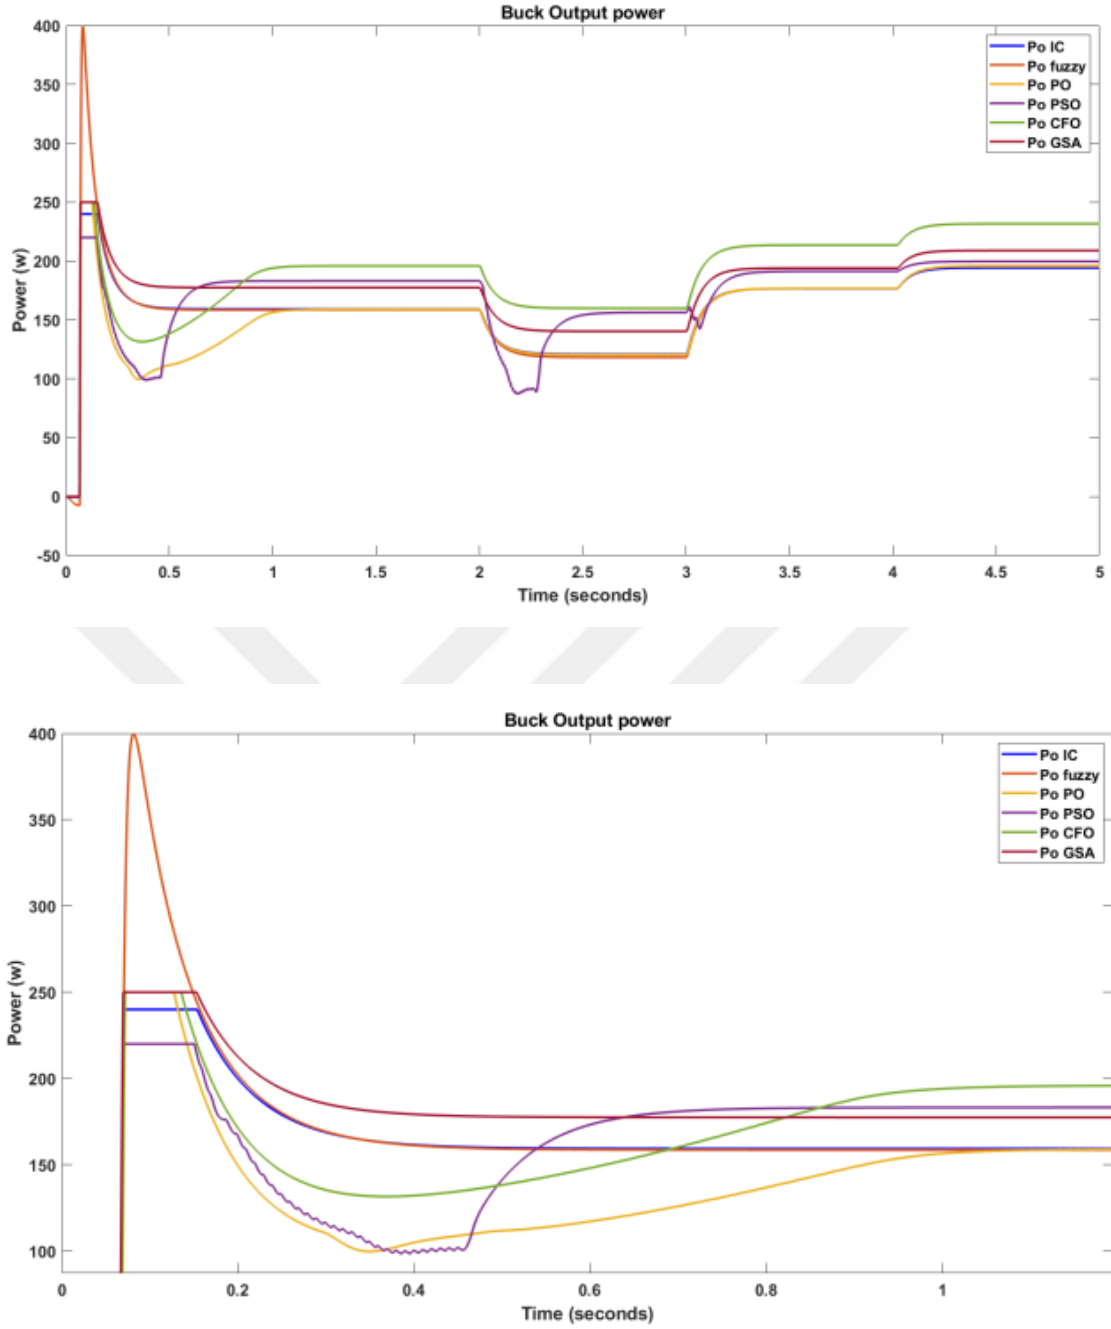 Buck Output power
400
350
300
250
200
150
100
50
0
-50
Power (w)
Po IC
Po fuzzy
Po PO
Po PSO
Po CFO
Po GSA
0 0.5 1 1.5 2 2.5 3 3.5 4 4.5 5
Time (seconds)
Buck Output power
400
350
300
250
200
150
100
Power (w)
Po IC
Po fuzzy
Po PO
Po PSO
Po CFO
Po GSA
0 0.2 0.4 0.6 0.8 1
Time (seconds)